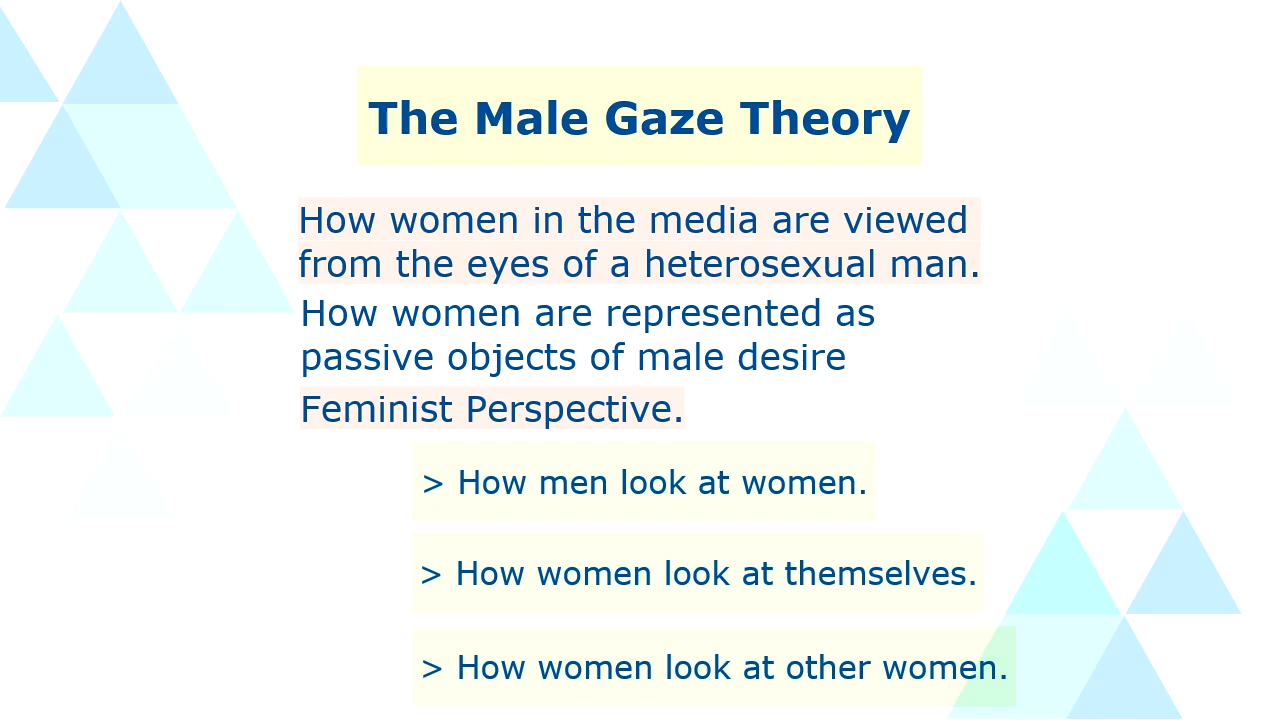 The Male Gaze Theory
How women in the media are viewed
from the eyes of a heterosexual man.
How women are represented as
passive objects of male desire
Feminist Perspective.
> How men look at women.
> How women look at themselves.
> How women look at other women.